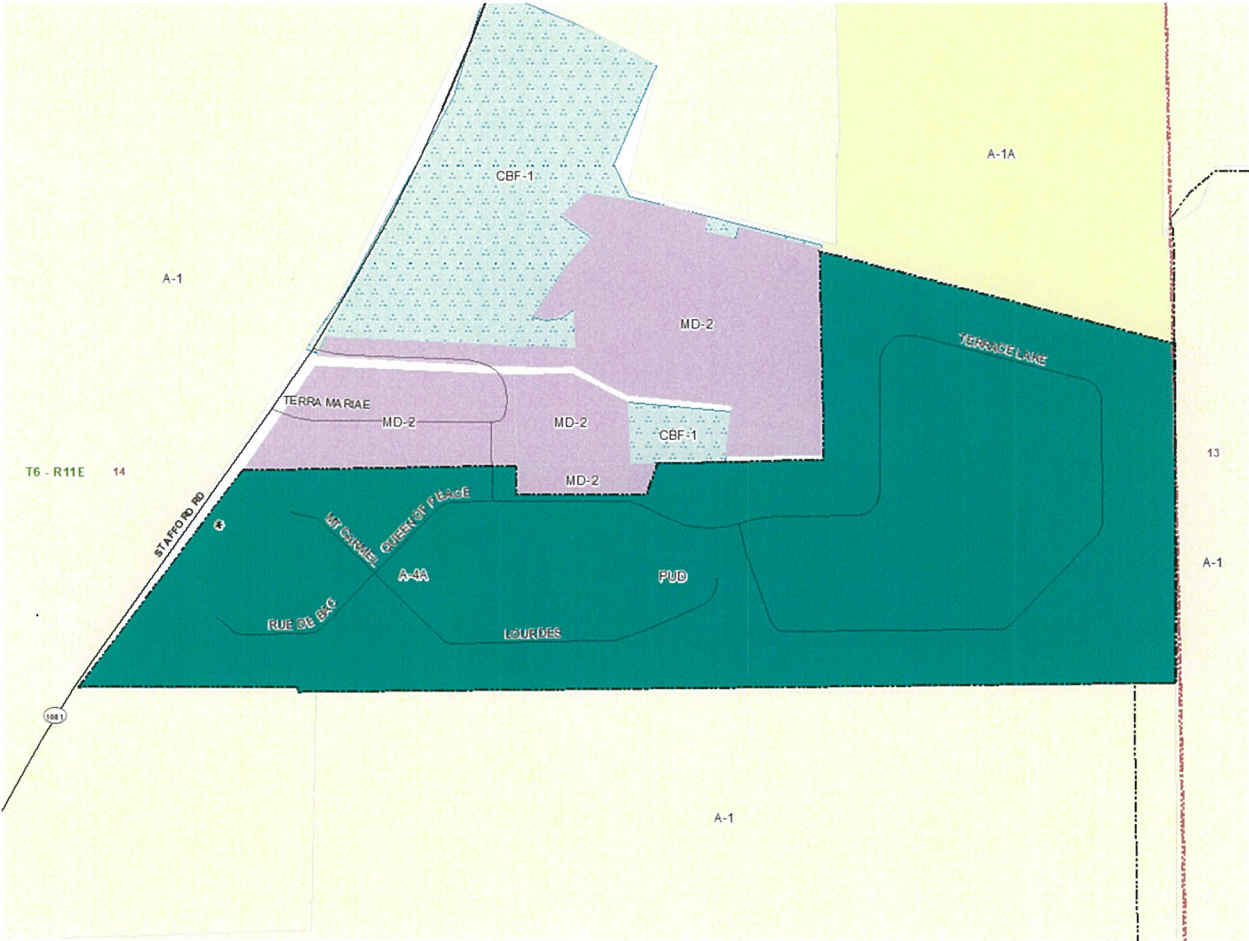 A-1A
CBF-1
A-1
MD-2
TERRACE LAKE
TERRA MARIAE
MD-2
MD-2
CBF-1
13
T6 - R11E
14
MD-2
QUEEN OF PEACE
MT CARMEL
STAFFORD RD
A-1
A-4A
PUD
RUE DE BAC
LOURDES
1081
A-1